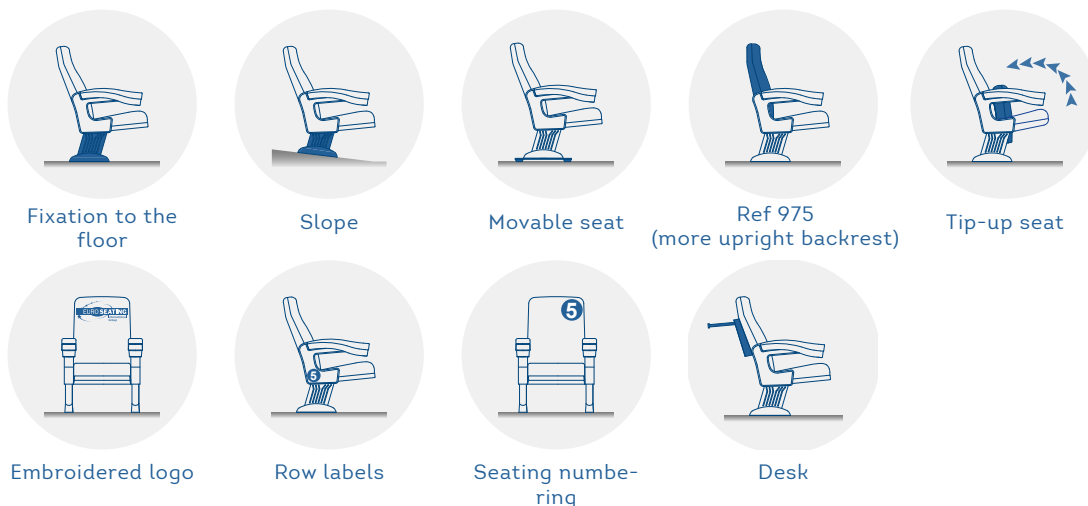 Fixation to the
floor
Slope
Movable seat
Ref 975
(more upright backrest)
Tip-up seat
EURO SEATING
5
5
Embroidered logo
Row labels
Seating numbe-
ring
Desk